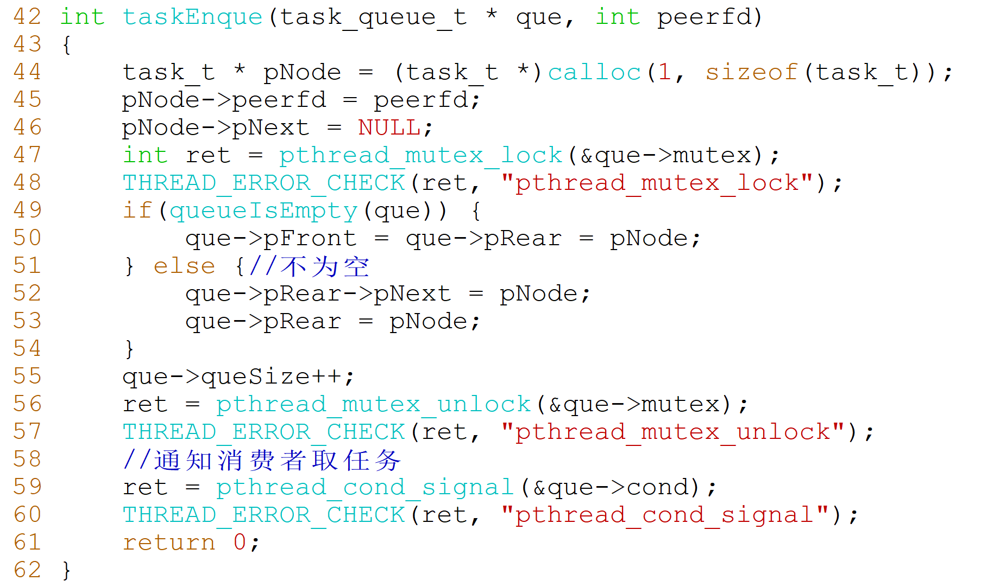 42 int taskEnque(task_queue_t * que, int peerfd)
43 {
44     task_t * pNode = (task_t *)calloc(1, sizeof(task_t));
45     pNode->peerfd = peerfd;
46     pNode->pNext = NULL;
47     int ret = pthread_mutex_lock(&que->mutex);
48     THREAD_ERROR_CHECK(ret, "pthread_mutex_lock");
49     if(queueIsEmpty(que)) {
50         que->pFront = que->pRear = pNode;
51     } else {//不为空
52         que->pRear->pNext = pNode;
53         que->pRear = pNode;
54     }
55     que->queSize++;
56     ret = pthread_mutex_unlock(&que->mutex);
57     THREAD_ERROR_CHECK(ret, "pthread_mutex_unlock");
58     //通知消费者取任务
59     ret = pthread_cond_signal(&que->cond);
60     THREAD_ERROR_CHECK(ret, "pthread_cond_signal");
61     return 0;
62 }